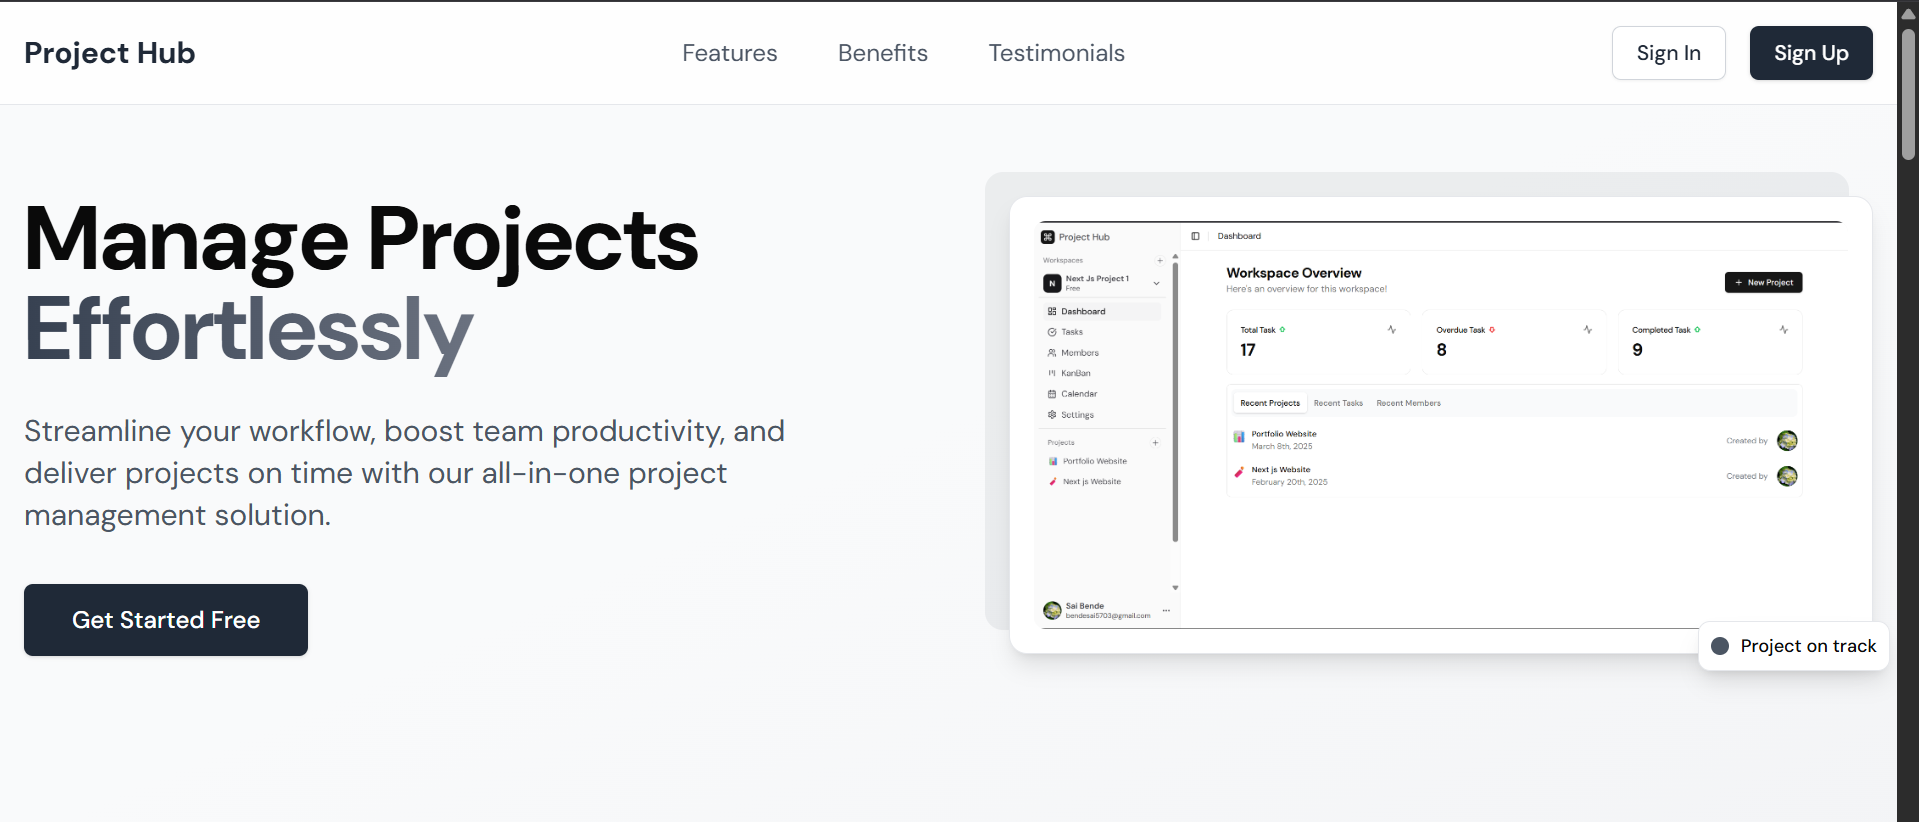 Project Hub
Features
Benefits
Testimonials
Sign In
Sign Up
Manage Projects
Effortlessly
Streamline your workflow, boost team productivity, and
deliver projects on time with our all-in-one project
management solution.
Get Started Free
Project Hub
Workspaces
N
Next Js Project 1
Free
Dashboard
Tasks
Members
KanBan
Calendar
Settings
Projects
Portfolio Website
Next js Website
Sai Bende
bendesai5703@gmail.com
Dashboard
Workspace Overview
Here's an overview for this workspace!
New Project
Total Task
17
Overdue Task
8
Completed Task
9
Recent Projects
Recent Tasks
Recent Members
Portfolio Website
March 8th, 2025
Created by
Next js Website
February 20th, 2025
Created by
Project on track